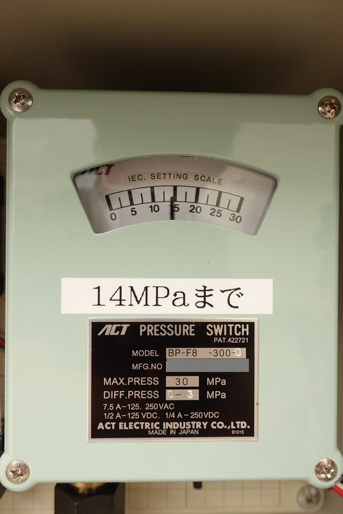 ACT
IEC. SETTING SCALE
0 5 10 15 20 25 30
14MPaまで
ACT PRESSURE SWITCH
PAT.422721
MODEL BP-F8 -300-
MFG.NO
MAX.PRESS 30 MPa
DIFF.PRESS - 3 MPa
7.5 A-125, 250VAC
1/2 A-125 VDC, 1/4 A-250VDC
ACT ELECTRIC INDUSTRY CO.,LTD.
MADE IN JAPAN